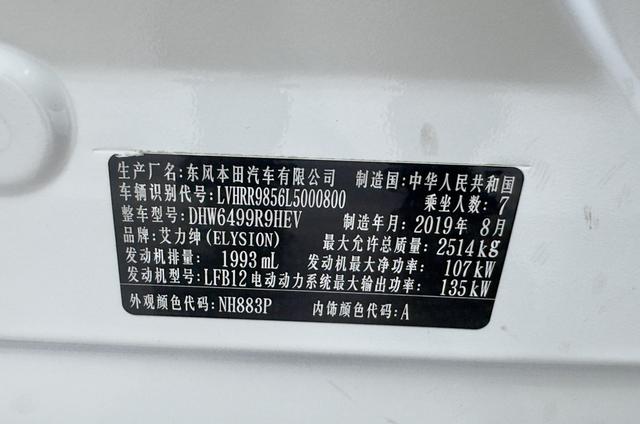 生产厂名:东风本田汽车有限公司 制造国:中华人民共和国
车辆识别代号:LVHRR9856L5000800 乘坐人数:7
整车型号:DHW6499R9HEV 制造年月:2019年8月
品牌:艾力绅(ELYSION) 最大允许总质量:2514kg
发动机排量:1993mL 发动机最大净功率:107kW
发动机型号:LFB12 电动动力系统最大输出功率:135kW
外观颜色代码:NH883P 内饰颜色代码:A